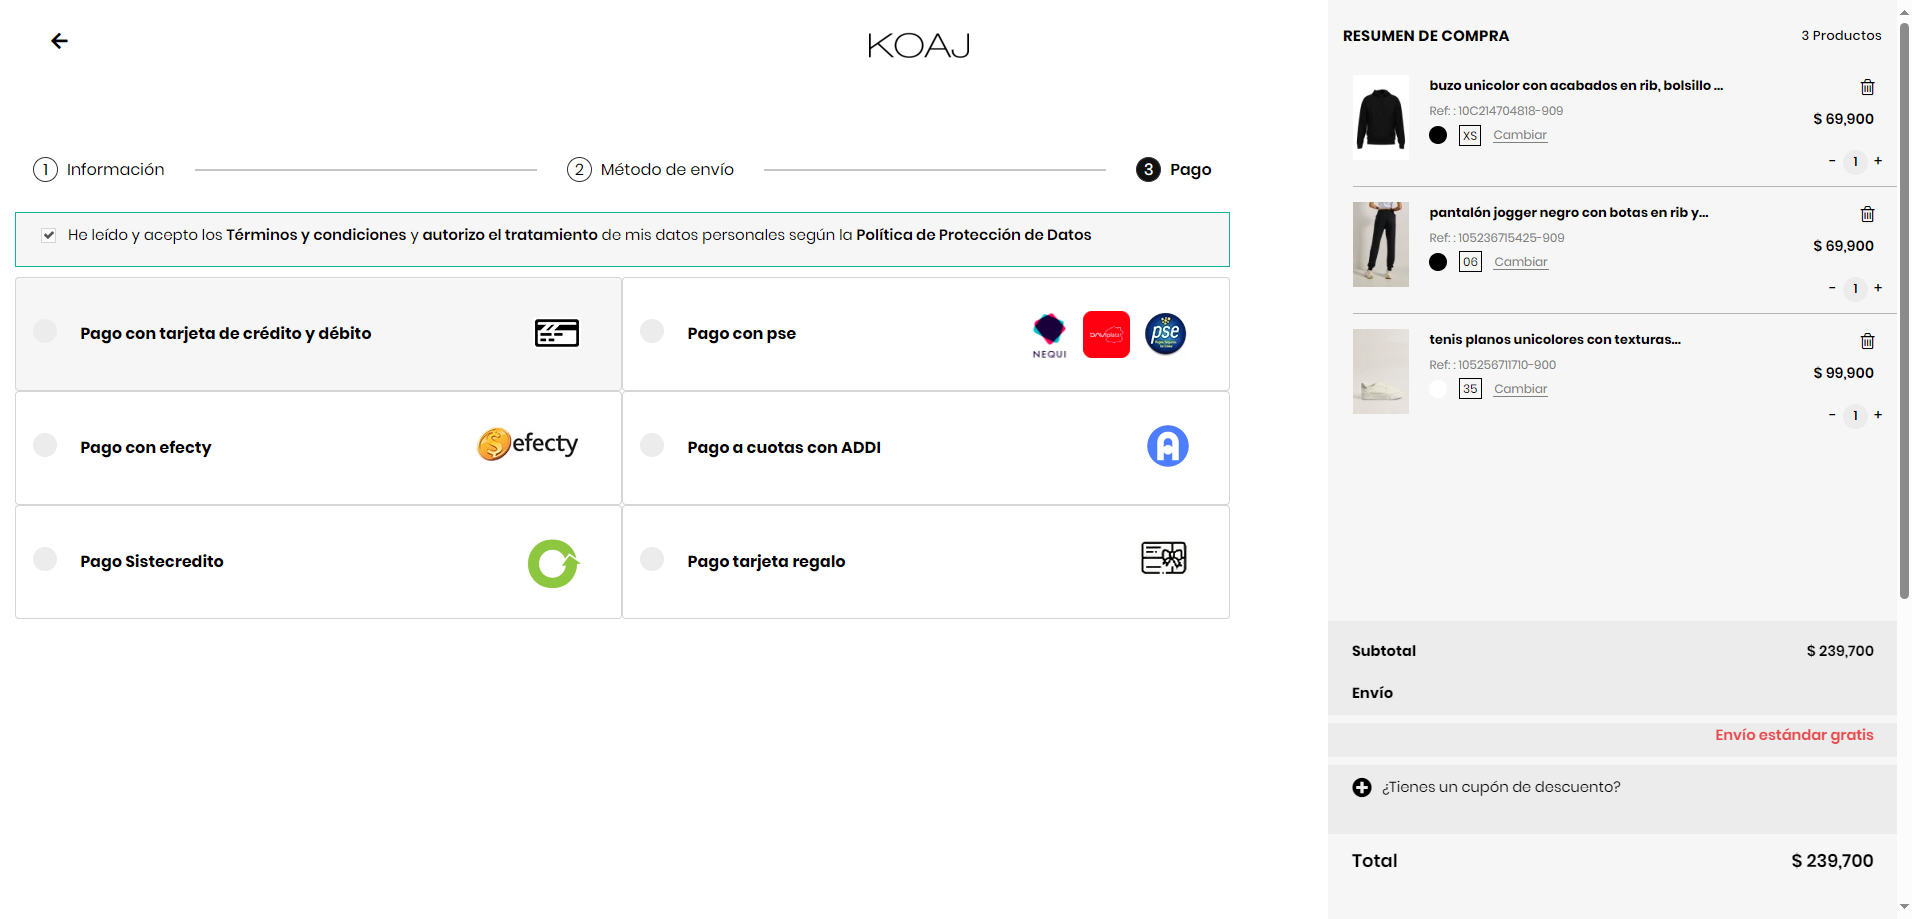 KOAJ
1 Información
2 Método de envío
3 Pago
He leído y acepto los Términos y condiciones y autorizo el tratamiento de mis datos personales según la Política de Protección de Datos
Pago con tarjeta de crédito y débito
Pago con pse
NEQUI
DAVIplata
pse
Pago con efecty
efecty
Pago a cuotas con ADDI
A
Pago Sistecredito
Pago tarjeta regalo
RESUMEN DE COMPRA
3 Productos
buzo unicolor con acabados en rib, bolsillo ...
Ref: : 10C214704818-909
$ 69,900
XS Cambiar
- 1 +
pantalón jogger negro con botas en rib y...
Ref: : 105236715425-909
$ 69,900
06 Cambiar
- 1 +
tenis planos unicolores con texturas...
Ref: : 105256711710-900
$ 99,900
35 Cambiar
- 1 +
Subtotal $ 239,700
Envío
Envío estándar gratis
¿Tienes un cupón de descuento?
Total $ 239,700